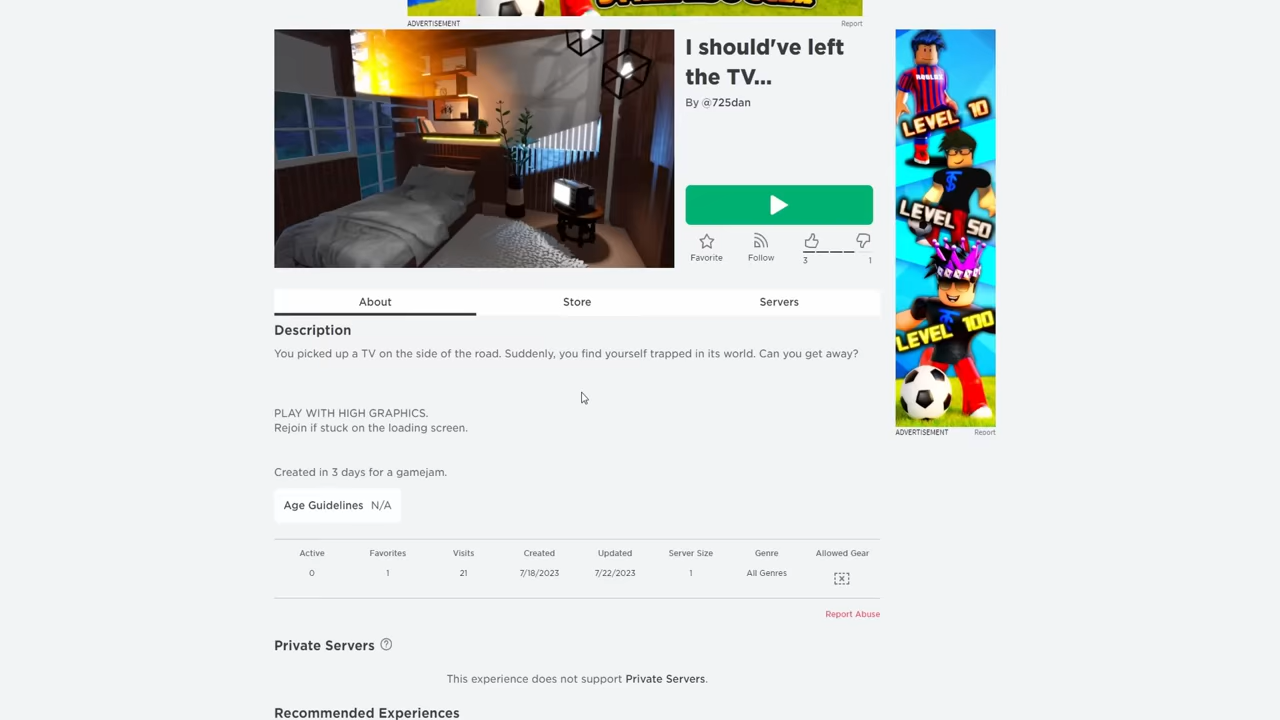 ADVERTISEMENT
Report
I should've left
the TV...
By @725dan
Favorite
Follow
3
1
About
Store
Servers
Description
You picked up a TV on the side of the road. Suddenly, you find yourself trapped in its world. Can you get away?
PLAY WITH HIGH GRAPHICS.
Rejoin if stuck on the loading screen.
Created in 3 days for a gamejam.
Age Guidelines N/A
Active Favorites Visits Created Updated Server Size Genre Allowed Gear
0 1 21 7/18/2023 7/22/2023 1 All Genres
Report Abuse
Private Servers
This experience does not support Private Servers.
Recommended Experiences
ROBLOX
LEVEL 10
LEVEL 50
LEVEL 100
ADVERTISEMENT
Report